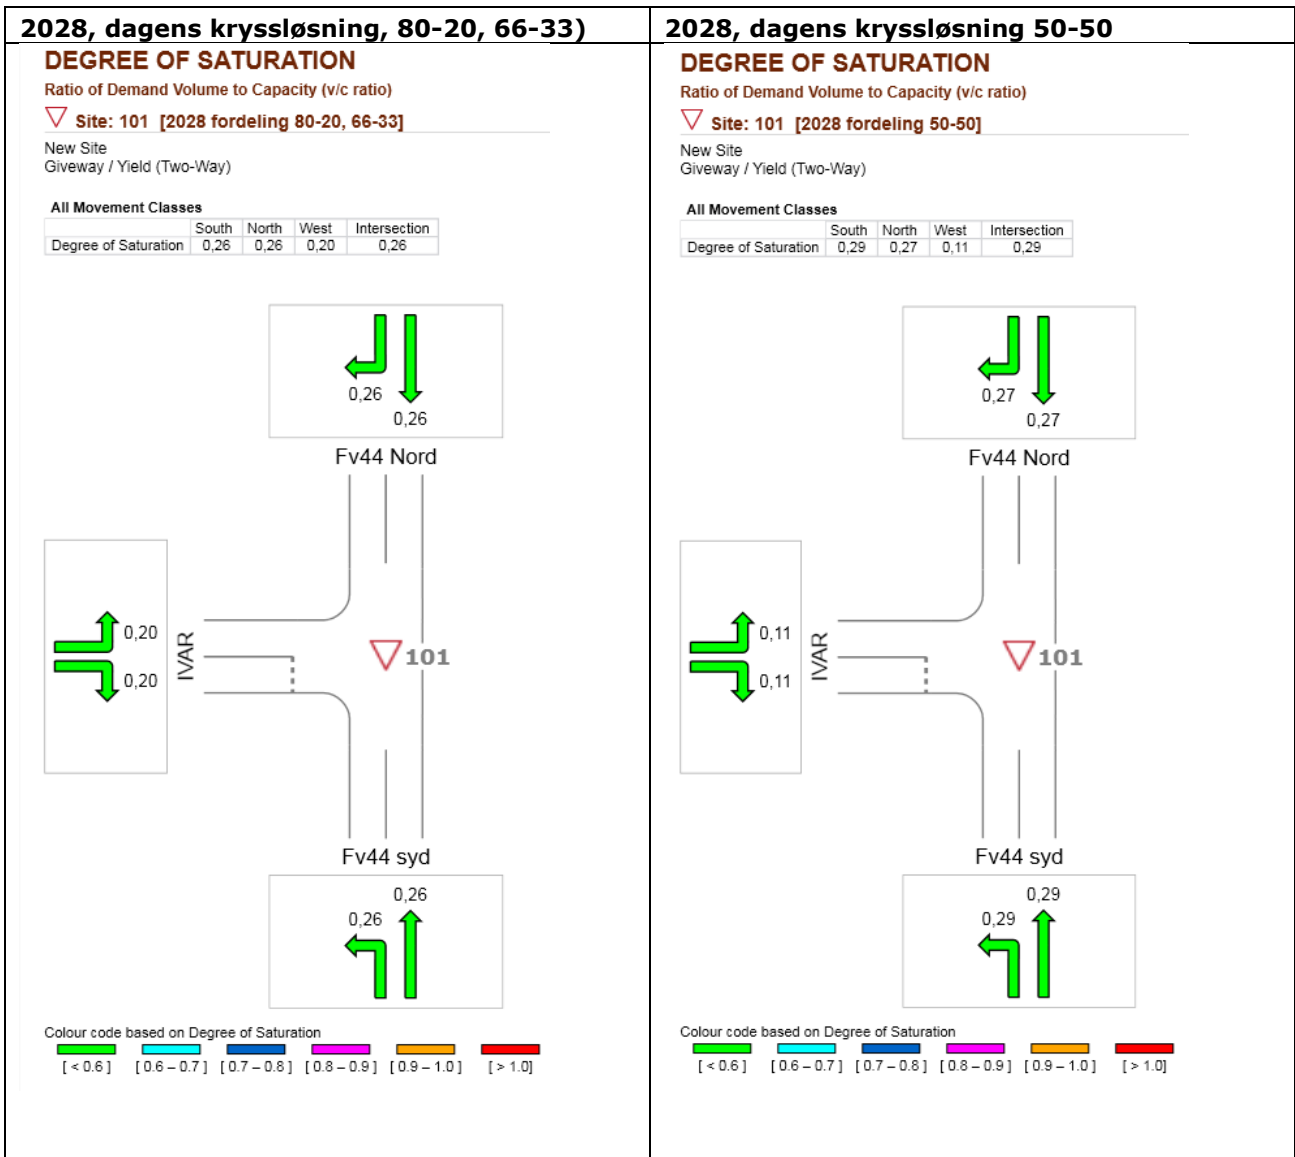 2028, dagens kryssløsning, 80-20, 66-33)
DEGREE OF SATURATION
Ratio of Demand Volume to Capacity (v/c ratio)
Site: 101 [2028 fordeling 80-20, 66-33]
New Site
Giveway / Yield (Two-Way)
All Movement Classes
South North West Intersection
Degree of Saturation 0,26 0,26 0,20 0,26
0,26
0,26
Fv44 Nord
0,20
IVAR
101
0,20
Fv44 syd
0,26
0,26
Colour code based on Degree of Saturation
[ < 0.6 ] [ 0.6 – 0.7 ] [ 0.7 – 0.8 ] [ 0.8 – 0.9 ] [ 0.9 – 1.0 ] [ > 1.0]
2028, dagens kryssløsning 50-50
DEGREE OF SATURATION
Ratio of Demand Volume to Capacity (v/c ratio)
Site: 101 [2028 fordeling 50-50]
New Site
Giveway / Yield (Two-Way)
All Movement Classes
South North West Intersection
Degree of Saturation 0,29 0,27 0,11 0,29
0,27
0,27
Fv44 Nord
0,11
IVAR
101
0,11
Fv44 syd
0,29
0,29
Colour code based on Degree of Saturation
[ < 0.6 ] [ 0.6 – 0.7 ] [ 0.7 – 0.8 ] [ 0.8 – 0.9 ] [ 0.9 – 1.0 ] [ > 1.0]